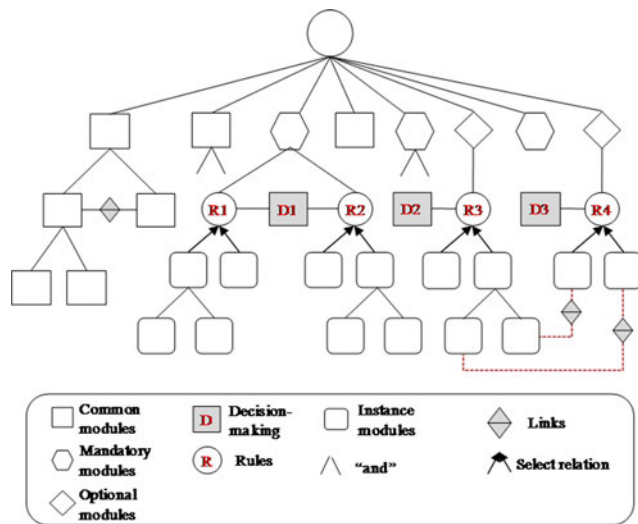 R1 D1 R2 D2 R3 D3 R4
Common modules
D Decision-making
Instance modules
Links
Mandatory modules
R Rules
“and”
Select relation
Optional modules